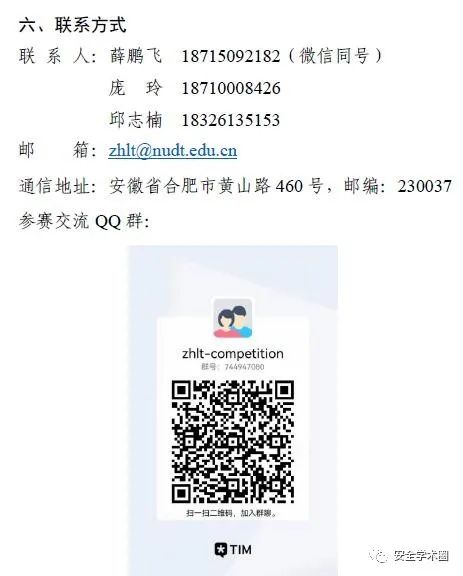 六、联系方式
联 系 人：薛鹏飞 18715092182（微信同号）
庞 玲 18710008426
邱志楠 18326135153
邮 箱：zhlt@nudt.edu.cn
通信地址：安徽省合肥市黄山路 460 号，邮编：230037
参赛交流 QQ 群：
zhlt-competition
群号：744947080
扫一扫二维码，加入群聊。
TIM
安全学术圈